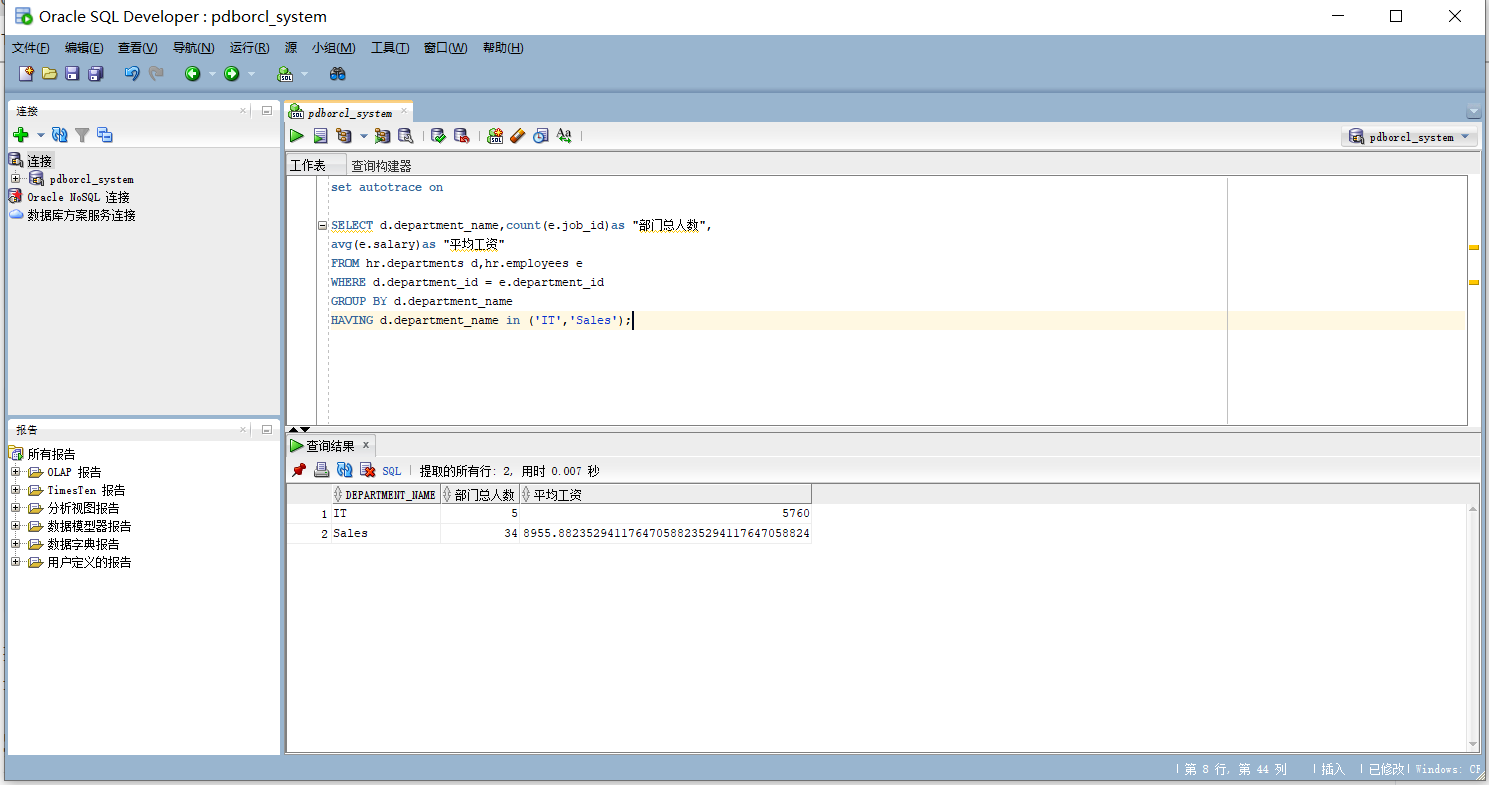 Oracle SQL Developer : pdborcl_system
文件(F) 编辑(E) 查看(V) 导航(N) 运行(R) 源 小组(M) 工具(T) 窗口(W) 帮助(H)
连接
连接
pdborcl_system
Oracle NoSQL 连接
数据库方案服务连接
报告
所有报告
OLAP 报告
TimesTen 报告
分析视图报告
数据模型器报告
数据字典报告
用户定义的报告
pdborcl_system
pdborcl_system
工作表 查询构建器
set autotrace on
SELECT d.department_name,count(e.job_id)as "部门总人数",
avg(e.salary)as "平均工资"
FROM hr.departments d,hr.employees e
WHERE d.department_id = e.department_id
GROUP BY d.department_name
HAVING d.department_name in ('IT','Sales');
查询结果
SQL 提取的所有行: 2, 用时 0.007 秒
DEPARTMENT_NAME 部门总人数 平均工资
1 IT 5 5760
2 Sales 34 8955.882352941176470588235294117647058824
第 8 行, 第 44 列 插入 已修改 Windows: CF